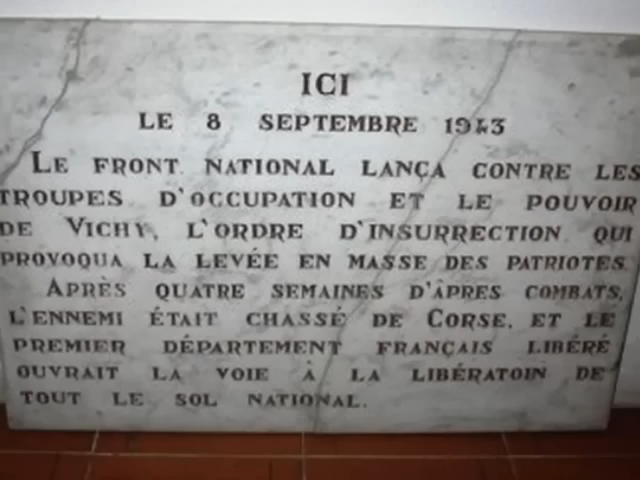 ICI
LE 8 SEPTEMBRE 1943
LE FRONT NATIONAL LANÇA CONTRE LES
TROUPES D'OCCUPATION ET LE POUVOIR
DE VICHY, L'ORDRE D'INSURRECTION QUI
PROVOQUA LA LEVÉE EN MASSE DES PATRIOTES.
APRÈS QUATRE SEMAINES D'ÂPRES COMBATS,
L'ENNEMI ÉTAIT CHASSÉ DE CORSE, ET LE
PREMIER DÉPARTEMENT FRANÇAIS LIBÉRÉ
OUVRAIT LA VOIE À LA LIBÉRATOIN DE
TOUT LE SOL NATIONAL.